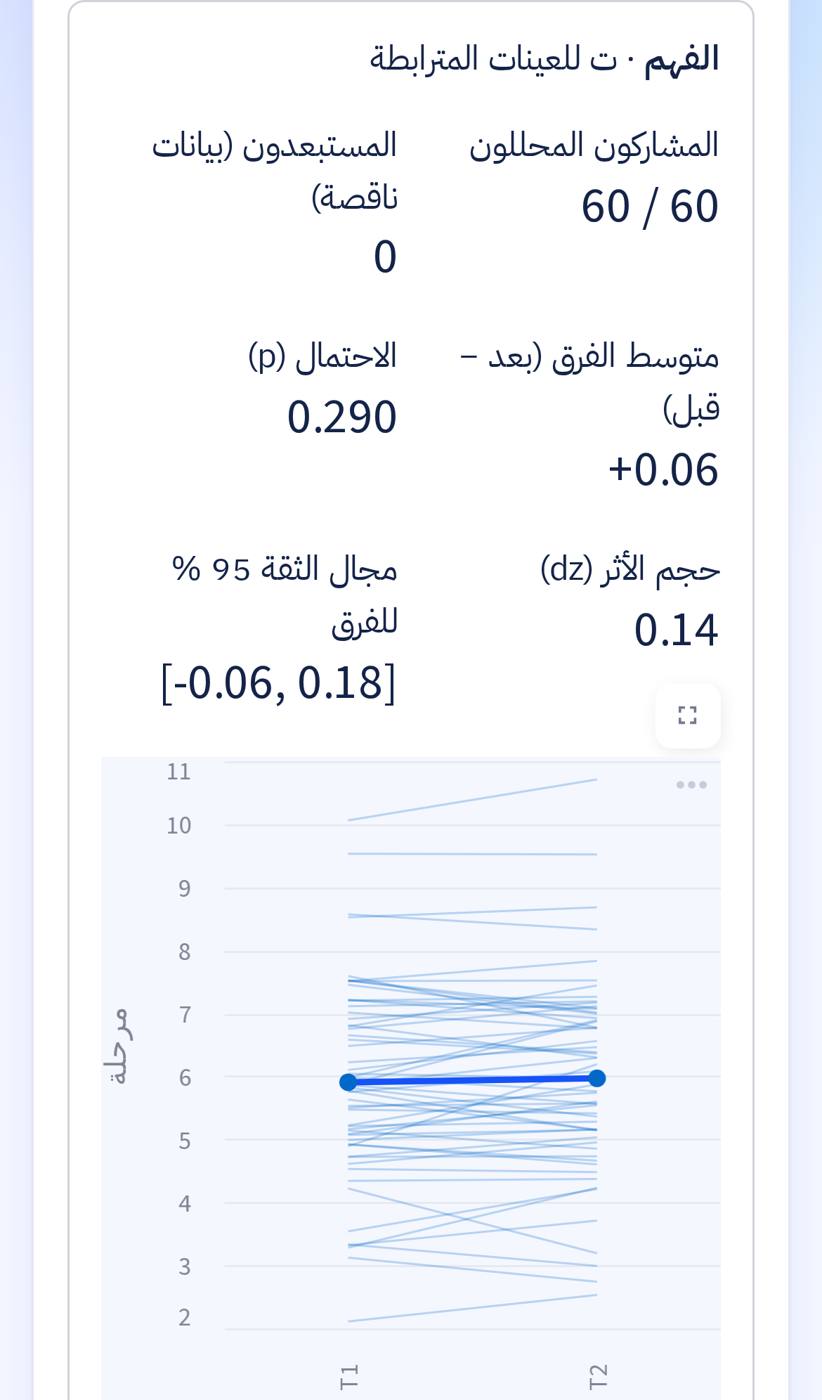 الفهم · ت للعينات المترابطة
المشاركون المحللون
60 / 60
المستبعدون (بيانات
ناقصة)
0
متوسط الفرق (بعد –
قبل)
+0.06
الاحتمال (p)
0.290
حجم الأثر (dz)
0.14
مجال الثقة 95 %
للفرق
[-0.06, 0.18]
11
10
9
8
7
6
5
4
3
2
مرحلة
T1
T2